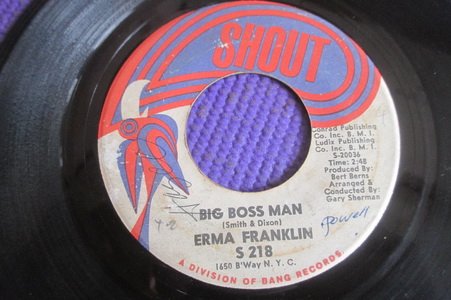 SHOUT
Conrad Publishing
Co. Inc. B. M. I.
Ludix Publishing
Co. Inc. B. M. I.
S-20036
Time: 2:48
Produced By:
Bert Berns
Arranged &
Conducted By:
Gary Sherman
BIG BOSS MAN
(Smith & Dixon)
ERMA FRANKLIN
S 218
1650 B'Way N. Y. C.
A DIVISION OF BANG RECORDS
Powell